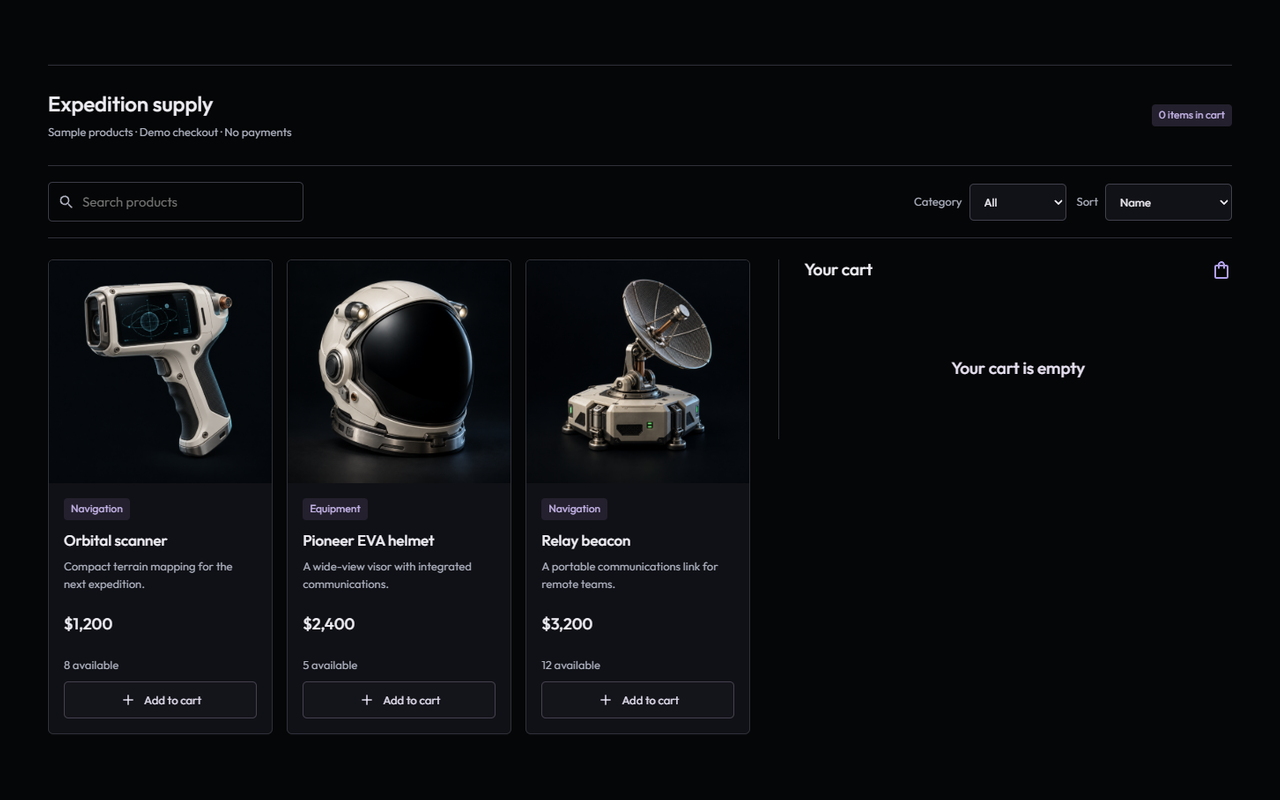 Expedition supply
Sample products · Demo checkout · No payments
0 items in cart
Search products
Category
All
Sort
Name
Navigation
Orbital scanner
Compact terrain mapping for the
next expedition.
$1,200
8 available
Add to cart
Equipment
Pioneer EVA helmet
A wide-view visor with integrated
communications.
$2,400
5 available
Add to cart
Navigation
Relay beacon
A portable communications link for
remote teams.
$3,200
12 available
Add to cart
Your cart
Your cart is empty